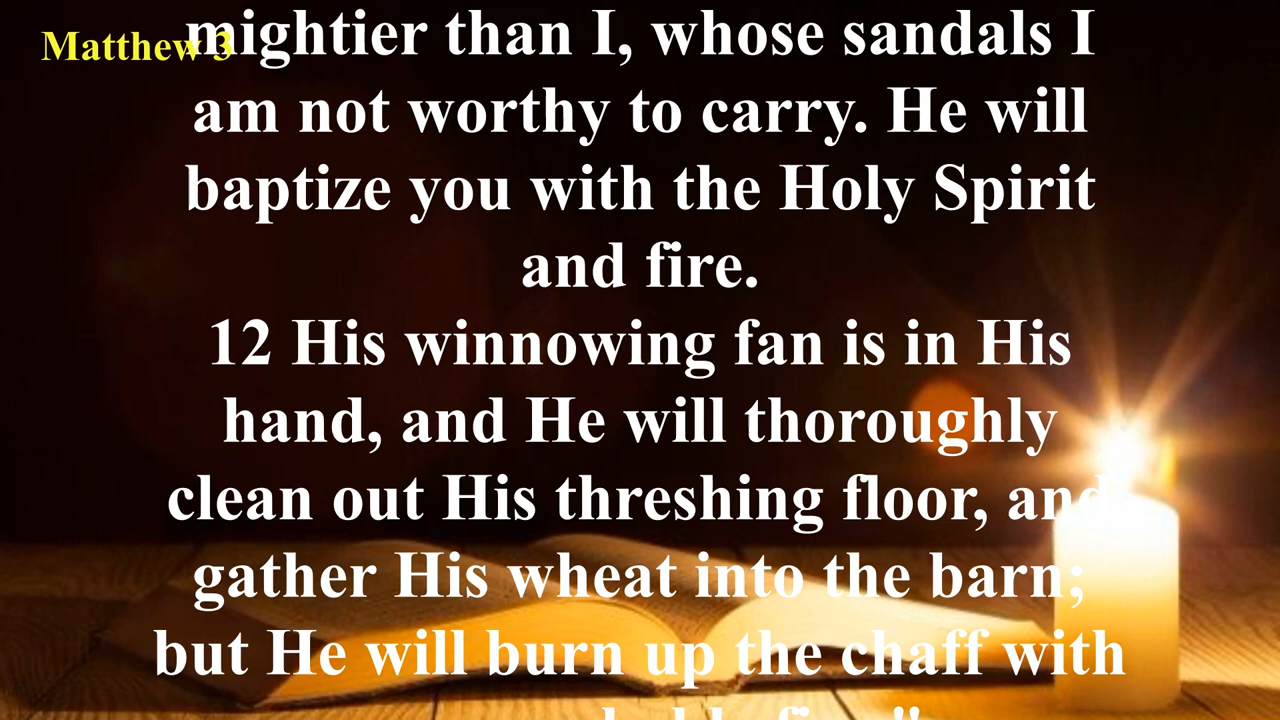 Matthew 3
mightier than I, whose sandals I
am not worthy to carry. He will
baptize you with the Holy Spirit
and fire.
12 His winnowing fan is in His
hand, and He will thoroughly
clean out His threshing floor, and
gather His wheat into the barn;
but He will burn up the chaff with